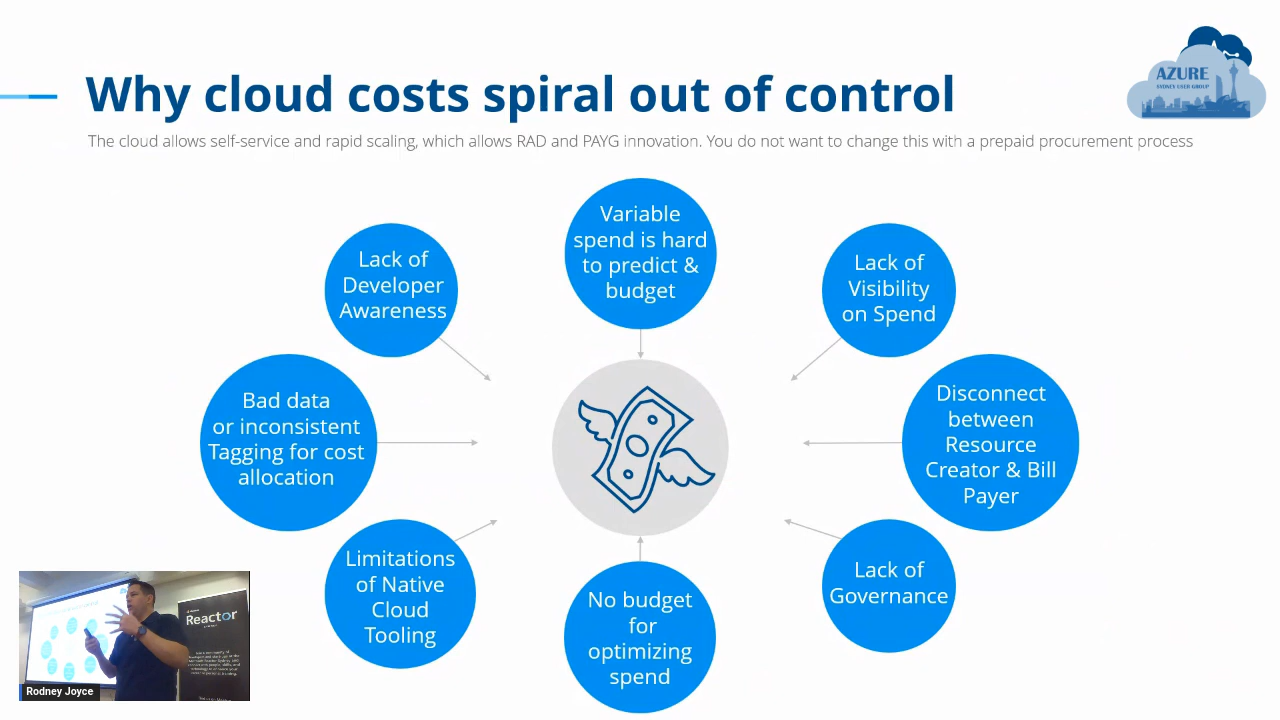 Why cloud costs spiral out of control
The cloud allows self-service and rapid scaling, which allows RAD and PAYG innovation. You do not want to change this with a prepaid procurement process
AZURE
SYDNEY USER GROUP
Variable
spend is hard
to predict &
budget
Lack of
Developer
Awareness
Lack of
Visibility
on Spend
Bad data
or inconsistent
Tagging for cost
allocation
Disconnect
between
Resource
Creator & Bill
Payer
Limitations
of Native
Cloud
Tooling
No budget
for
optimizing
spend
Lack of
Governance
Reactor
Rodney Joyce